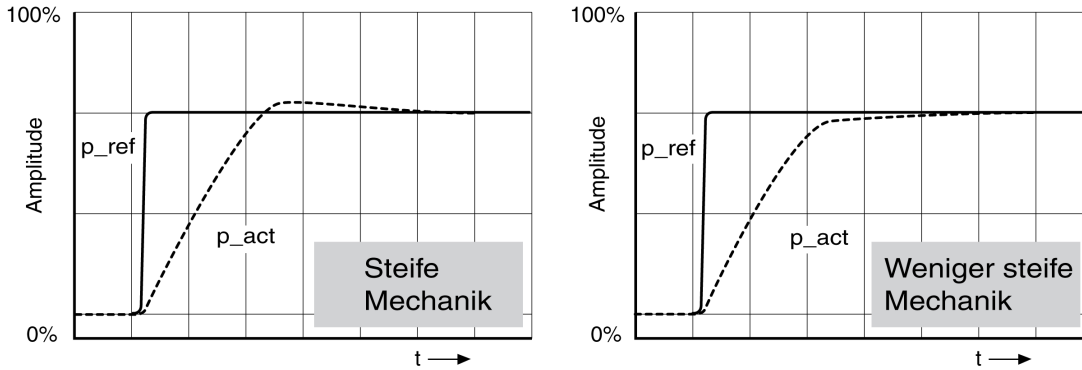 100%
Amplitude
p_ref
p_act
Steife
Mechanik
0%
t
100%
Amplitude
p_ref
p_act
Weniger steife
Mechanik
0%
t